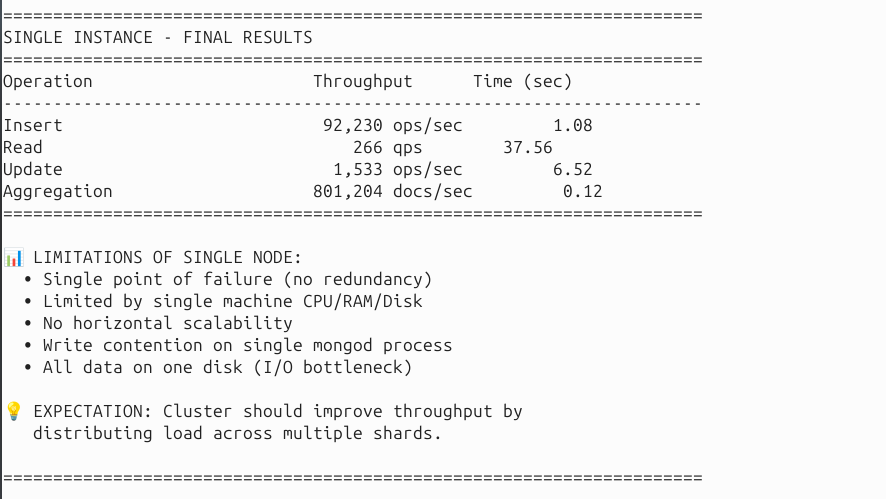 ======================================================================
SINGLE INSTANCE - FINAL RESULTS
======================================================================
Operation                      Throughput      Time (sec)
----------------------------------------------------------------------
Insert                          92,230 ops/sec         1.08
Read                               266 qps        37.56
Update                           1,533 ops/sec         6.52
Aggregation                    801,204 docs/sec         0.12
======================================================================

📊 LIMITATIONS OF SINGLE NODE:
  • Single point of failure (no redundancy)
  • Limited by single machine CPU/RAM/Disk
  • No horizontal scalability
  • Write contention on single mongod process
  • All data on one disk (I/O bottleneck)

💡 EXPECTATION: Cluster should improve throughput by
   distributing load across multiple shards.

======================================================================